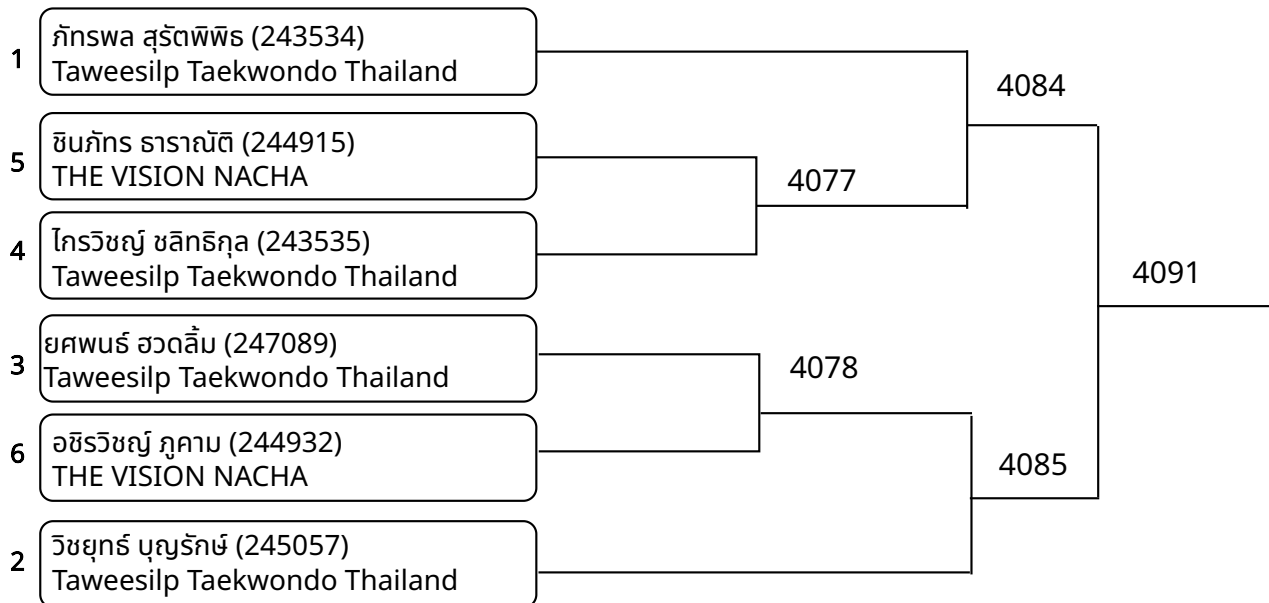 1
ภัทรพล สุรัตพิพิธ (243534)
Taweesilp Taekwondo Thailand
4084
5
ชินภัทร ธาราณัติ (244915)
THE VISION NACHA
4077
4
ไกรวิชญ์ ชลิทธิกุล (243535)
Taweesilp Taekwondo Thailand
4091
3
ยศพนธ์ ฮวดลิ้ม (247089)
Taweesilp Taekwondo Thailand
4078
6
อชิรวิชญ์ ภูคาม (244932)
THE VISION NACHA
4085
2
วิชยุทธ์ บุญรักษ์ (245057)
Taweesilp Taekwondo Thailand